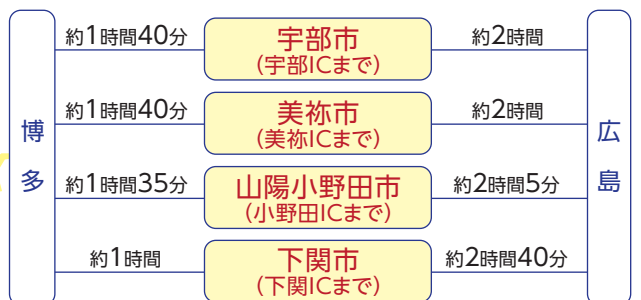 博多
約1時間40分
宇部市
(宇部ICまで)
約2時間
約1時間40分
美祢市
(美祢ICまで)
約2時間
約1時間35分
山陽小野田市
(小野田ICまで)
約2時間5分
約1時間
下関市
(下関ICまで)
約2時間40分
広島